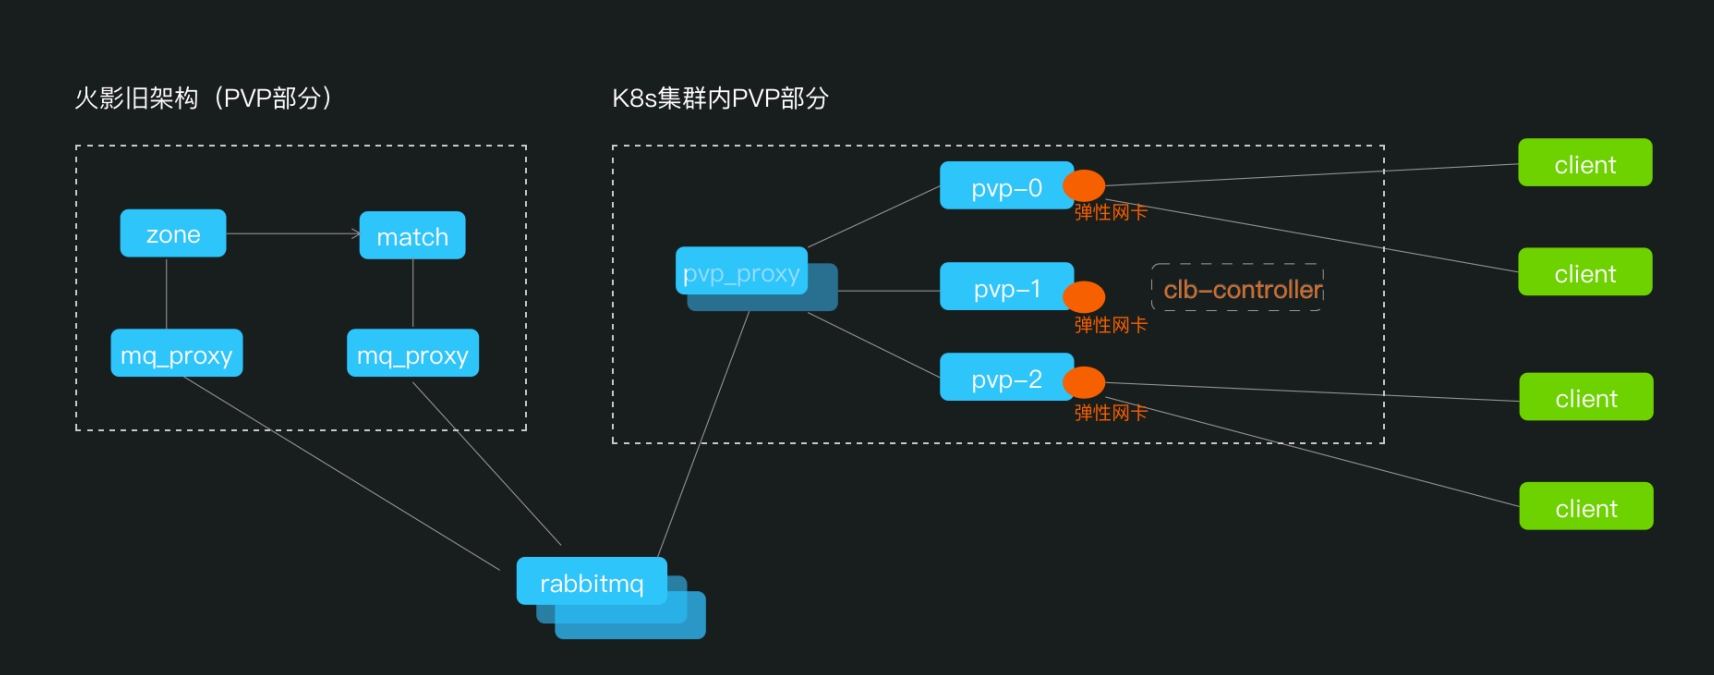 火影旧架构（PVP部分）
K8s集群内PVP部分
zone
match
mq_proxy
mq_proxy
pvp_proxy
pvp-0
弹性网卡
pvp-1
弹性网卡
clb-controller
pvp-2
弹性网卡
client
client
client
client
rabbitmq